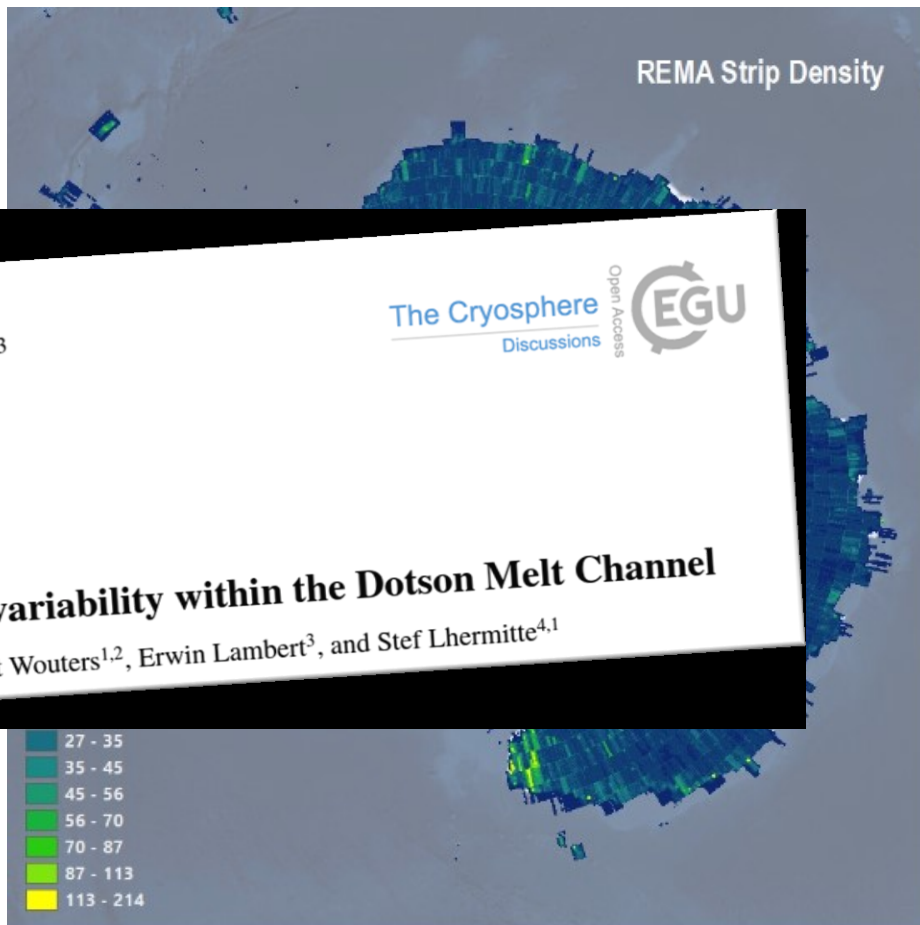 REMA Strip Density
3
The Cryosphere
Discussions
Open Access
EGU
variability within the Dotson Melt Channel
Wouters1,2, Erwin Lambert3, and Stef Lhermitte4,1
27 - 35
35 - 45
45 - 56
56 - 70
70 - 87
87 - 113
113 - 214